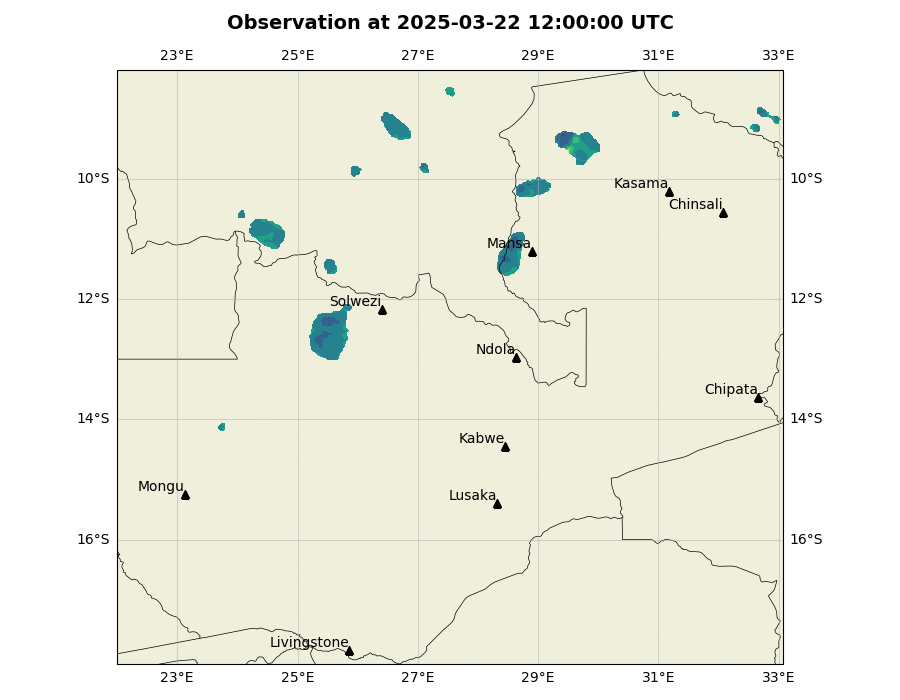 Observation at 2025-03-22 12:00:00 UTC
23°E 25°E 27°E 29°E 31°E 33°E
10°S 10°S
Kasama
Chinsali
Mansa
12°S 12°S
Solwezi
Ndola
Chipata
14°S 14°S
Kabwe
Mongu
Lusaka
16°S 16°S
Livingstone
23°E 25°E 27°E 29°E 31°E 33°E